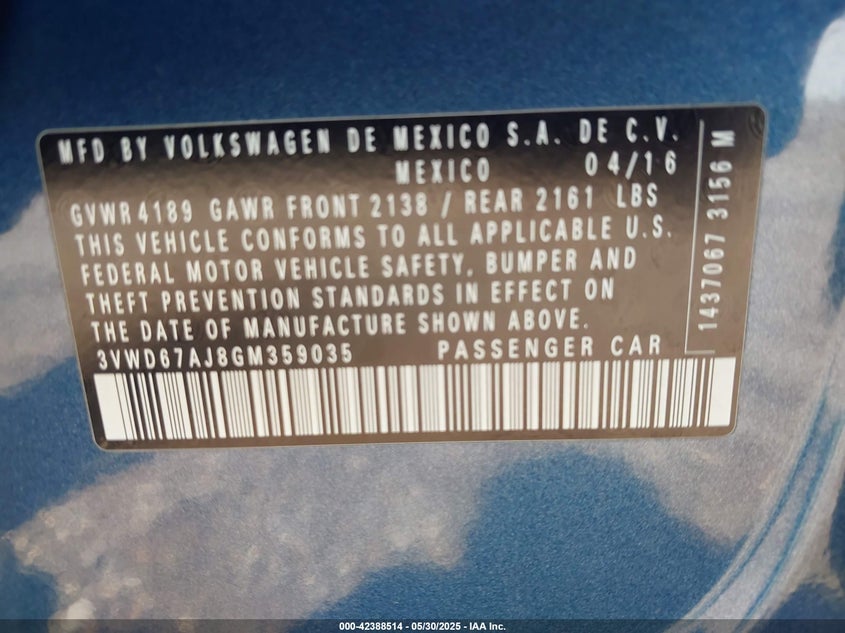 MFD BY VOLKSWAGEN DE MEXICO S.A. DE C.V.
MEXICO 04/16
GVWR 4189 GAWR FRONT 2138 / REAR 2161 LBS
THIS VEHICLE CONFORMS TO ALL APPLICABLE U.S.
FEDERAL MOTOR VEHICLE SAFETY, BUMPER AND
THEFT PREVENTION STANDARDS IN EFFECT ON
THE DATE OF MANUFACTURE SHOWN ABOVE.
3VWD67AJ8GM359035 PASSENGER CAR
1437067 3156 M
000-42388514 - 05/30/2025 - IAA Inc.